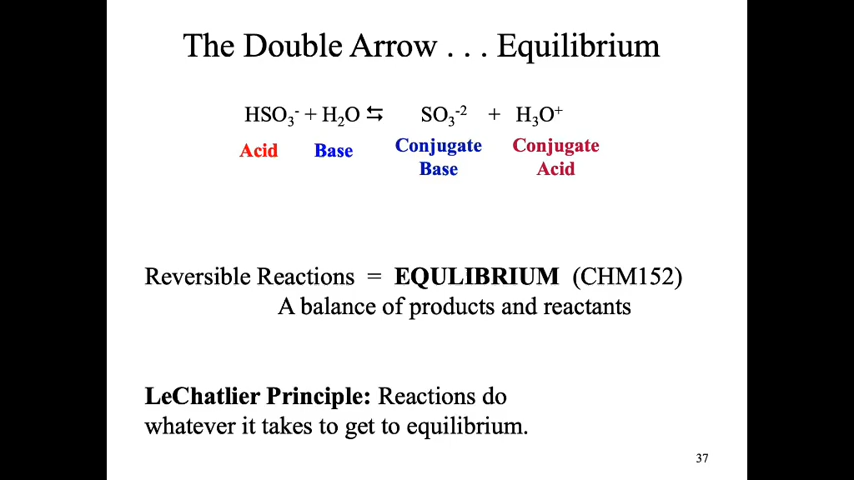 The Double Arrow . . . Equilibrium
HSO₃⁻ + H₂O ⇆ SO₃⁻² + H₃O⁺
Acid Base Conjugate Base Conjugate Acid
Reversible Reactions = EQULIBRIUM (CHM152)
A balance of products and reactants
LeChatlier Principle: Reactions do
whatever it takes to get to equilibrium.
37